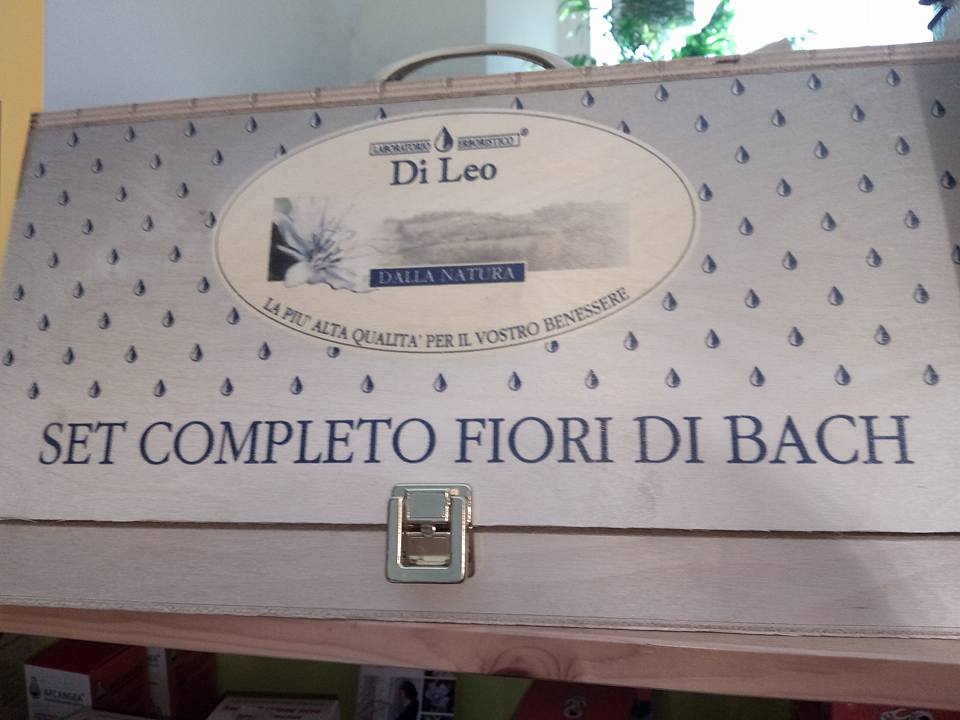 LABORATORIO ERBORISTICO®
Di Leo
DALLA NATURA
LA PIU' ALTA QUALITA' PER IL VOSTRO BENESSERE
SET COMPLETO FIORI DI BACH
ARCANGEA